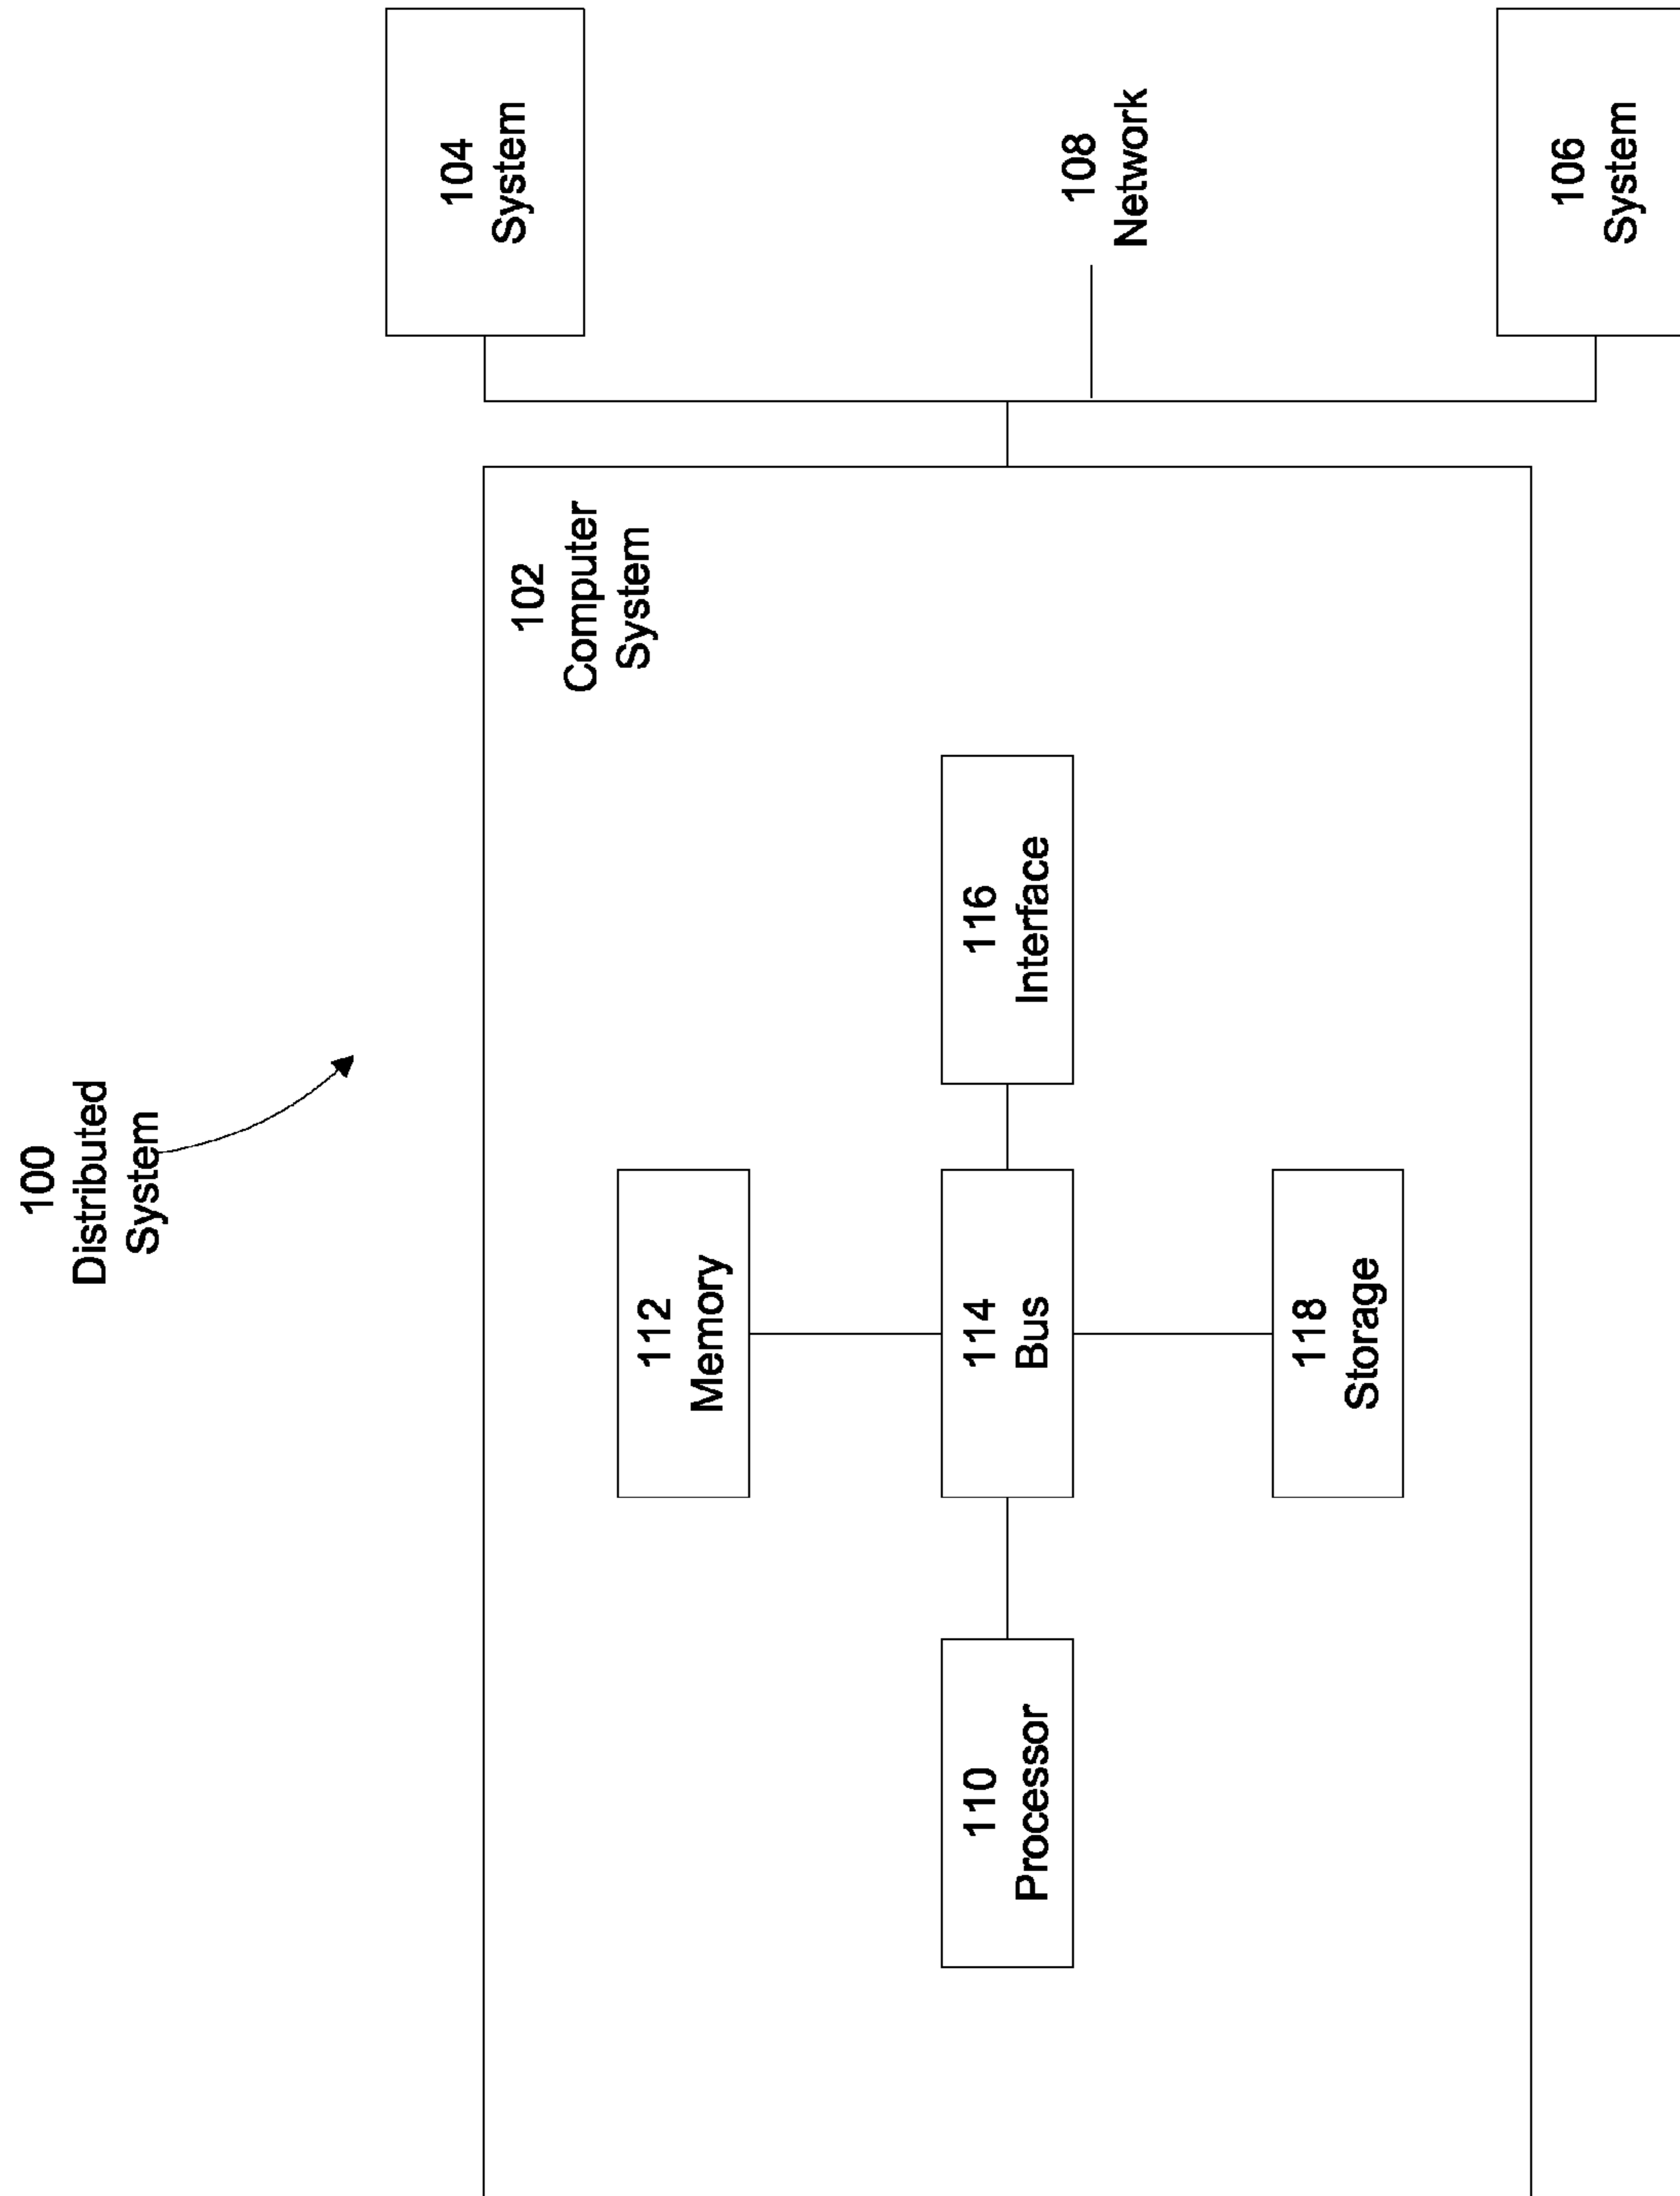 100
Distributed
System
102
Computer
System
104
System
112
Memory
110
Processor
114
Bus
116
Interface
108
Network
118
Storage
106
System